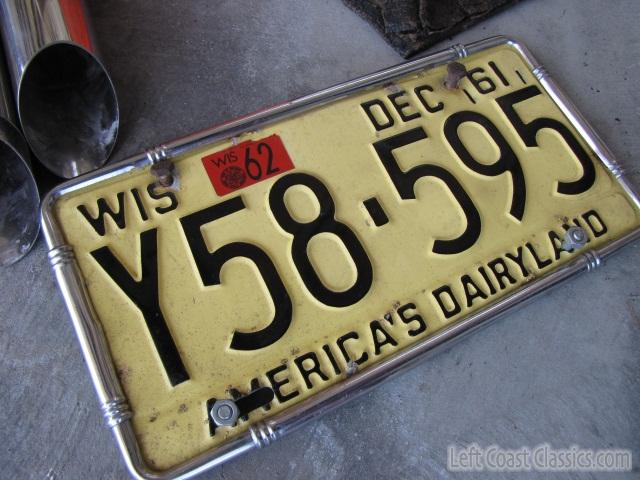 WIS
WIS 62
DEC 61
Y58-595
AMERICA'S DAIRYLAND
Left Coast Classics.com